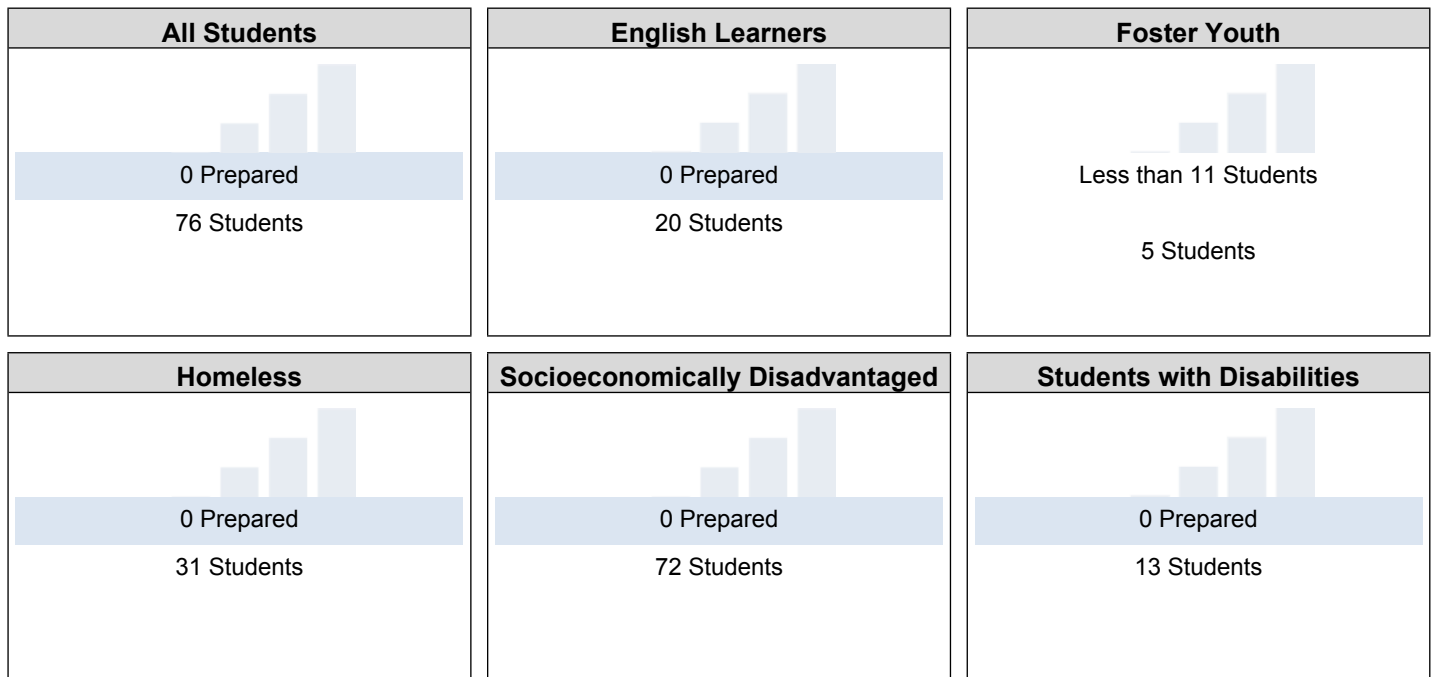 All Students
0 Prepared
76 Students
English Learners
0 Prepared
20 Students
Foster Youth
Less than 11 Students
5 Students
Homeless
0 Prepared
31 Students
Socioeconomically Disadvantaged
0 Prepared
72 Students
Students with Disabilities
0 Prepared
13 Students